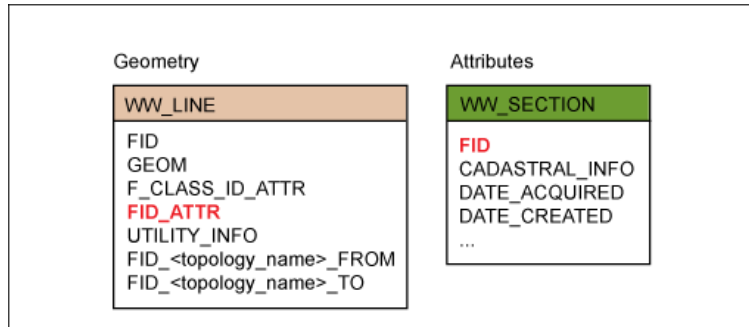 Geometry
WW_LINE
FID
GEOM
F_CLASS_ID_ATTR
FID_ATTR
UTILITY_INFO
FID_<topology_name>_FROM
FID_<topology_name>_TO
Attributes
WW_SECTION
FID
CADASTRAL_INFO
DATE_ACQUIRED
DATE_CREATED
...